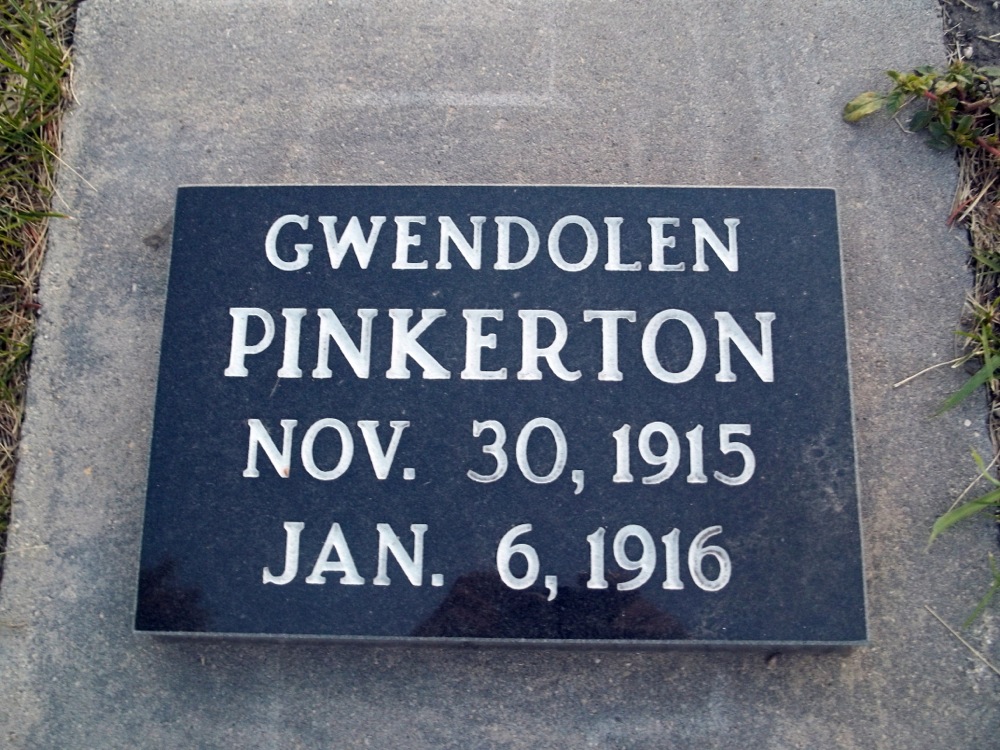 GWENDOLEN
PINKERTON
NOV. 30, 1915
JAN. 6, 1916